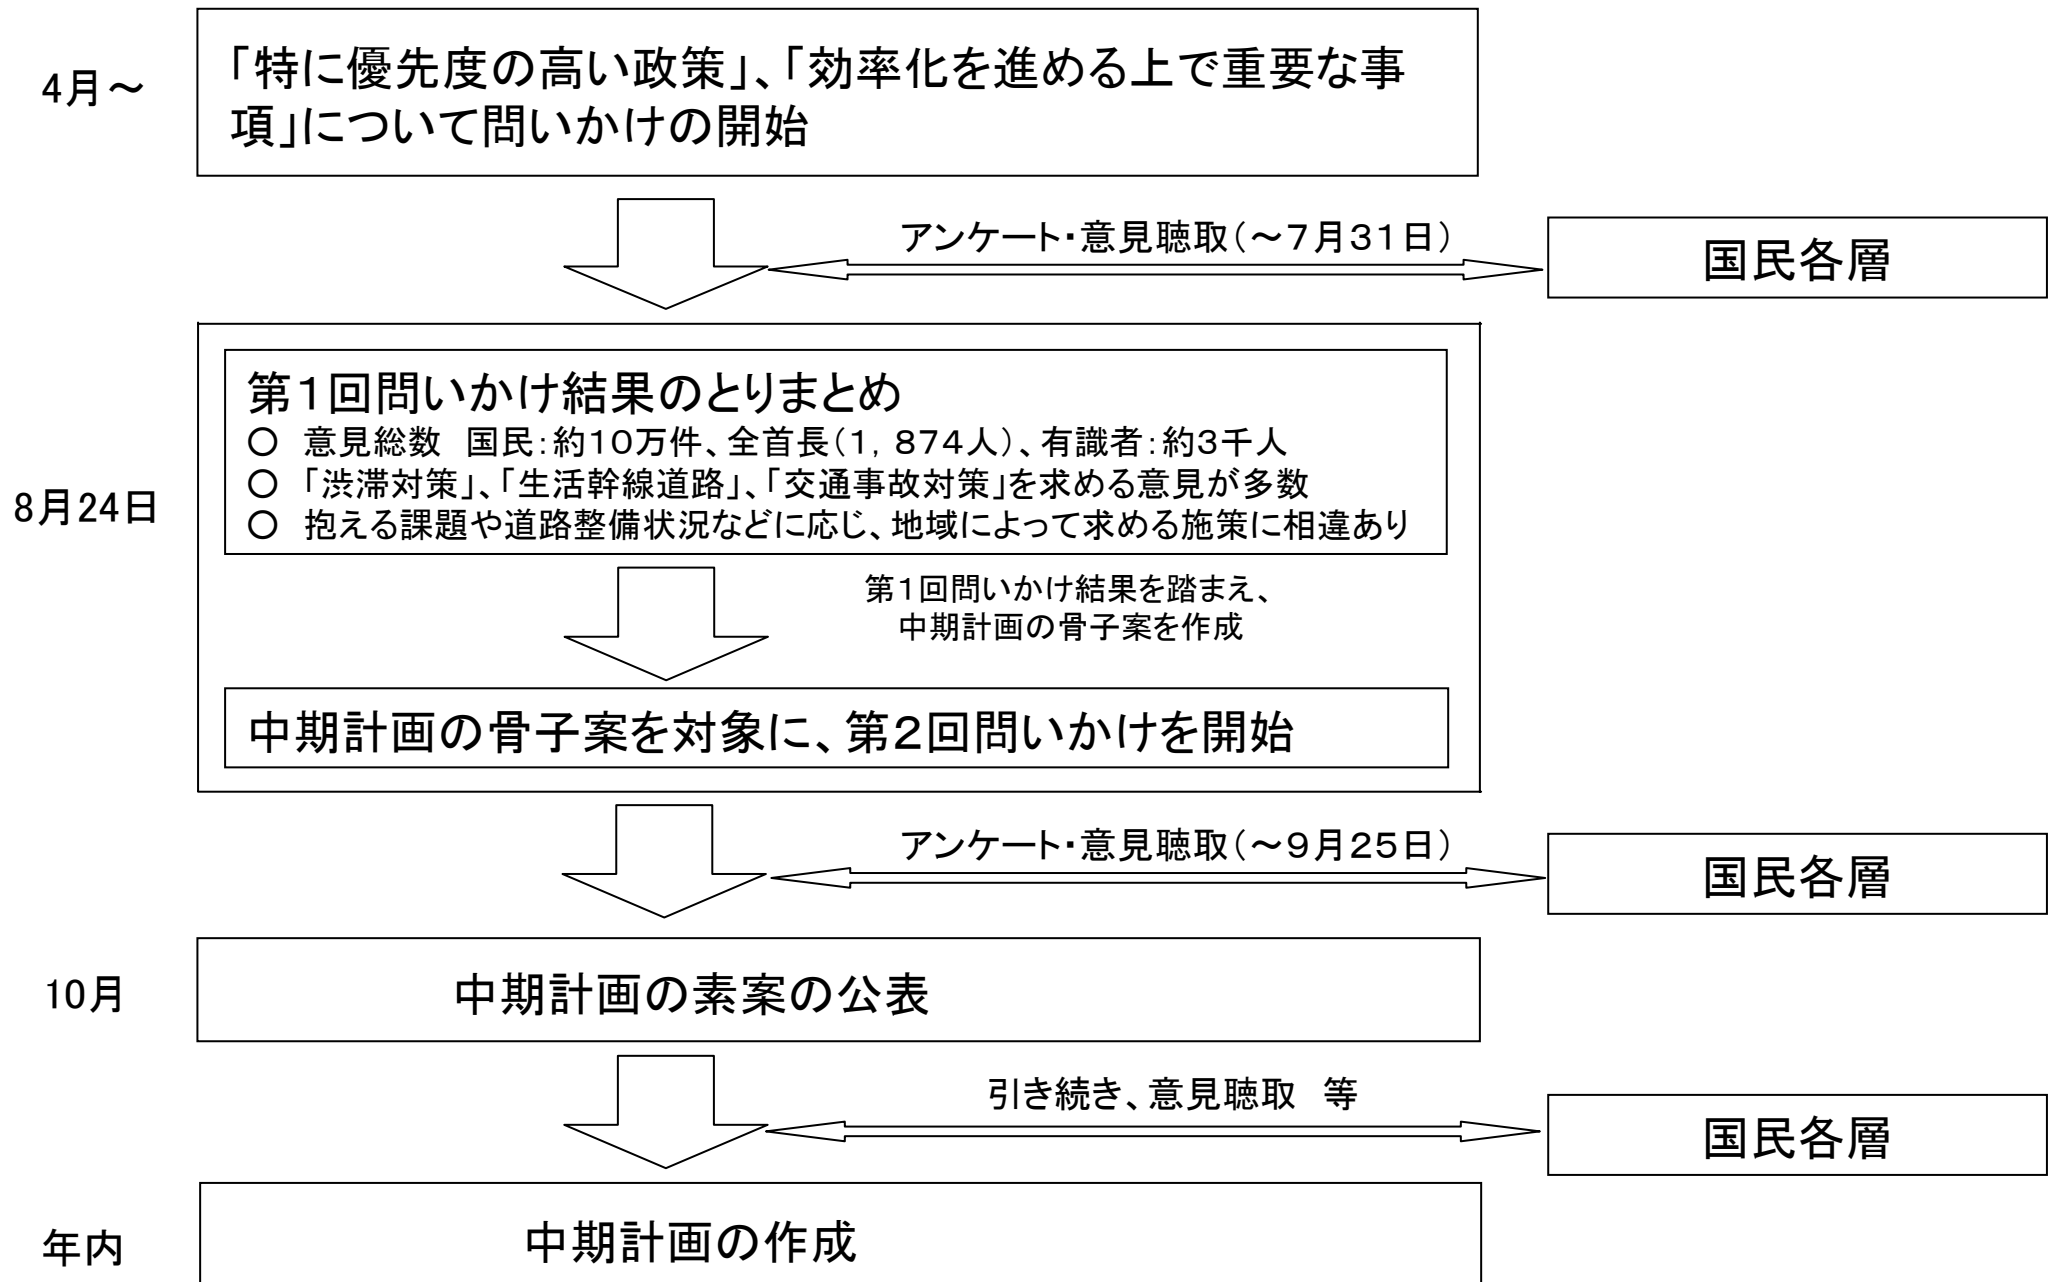 4月～
「特に優先度の高い政策」、「効率化を進める上で重要な事
項」について問いかけの開始
アンケート・意見聴取（～7月31日）
国民各層
8月24日
第1回問いかけ結果のとりまとめ
○　意見総数　国民：約10万件、全首長（1，874人）、有識者：約3千人
○　「渋滞対策」、「生活幹線道路」、「交通事故対策」を求める意見が多数
○　抱える課題や道路整備状況などに応じ、地域によって求める施策に相違あり
第1回問いかけ結果を踏まえ、
中期計画の骨子案を作成
中期計画の骨子案を対象に、第2回問いかけを開始
アンケート・意見聴取（～9月25日）
国民各層
10月
中期計画の素案の公表
引き続き、意見聴取　等
国民各層
年内
中期計画の作成